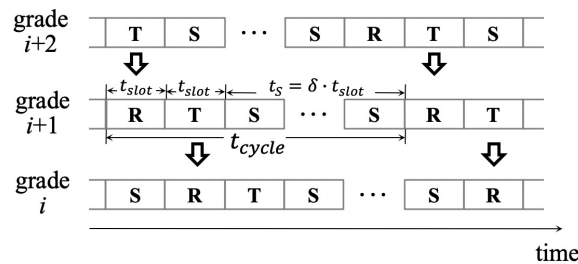 grade i+2 T S ··· S R T S
t_slot t_slot t_S = δ · t_slot
grade i+1 R T S ··· S R T
t_cycle
grade i S R T S ··· S R
time